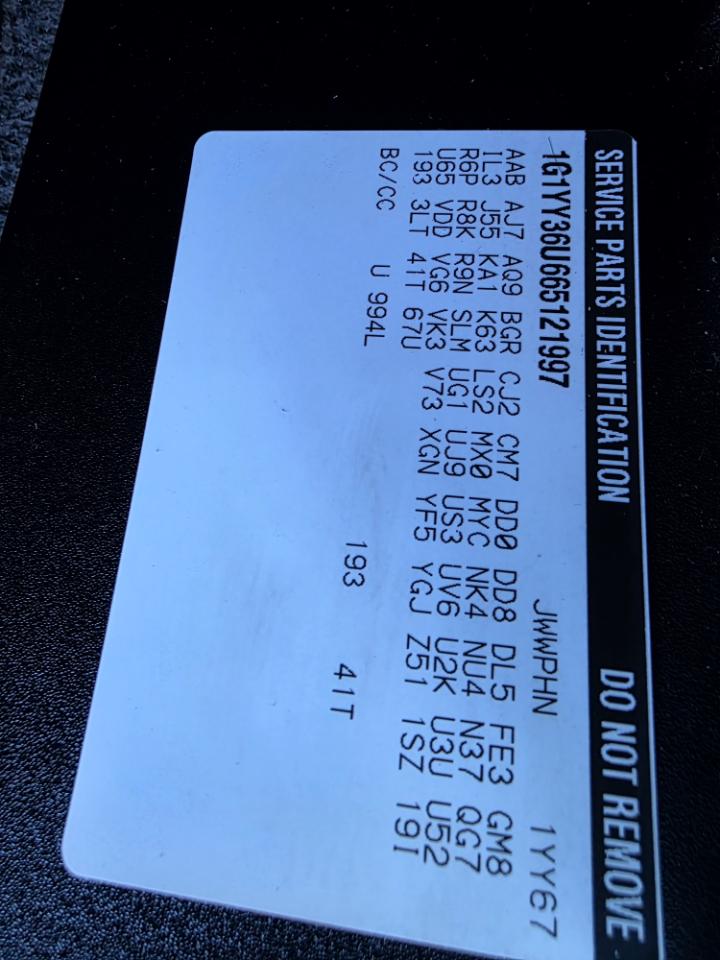 SERVICE PARTS IDENTIFICATION DO NOT REMOVE
1G1YY36U665121997 JWWPHN 1YY67
AAB AJ7 AQ9 BGR CJ2 CM7 DD0 DD8 DL5 FE3 GM8
IL3 J55 KA1 K63 LS2 MX0 MYC NK4 NU4 N37 QG7
R6P R8K R9N SLM UG1 UJ9 US3 UV6 U2K U3U U52
U65 VDD VG6 VK3 V73 XGN YF5 YGJ Z51 1SZ 19I
193 3LT 41T 67U
BC/CC U 994L 193 41T